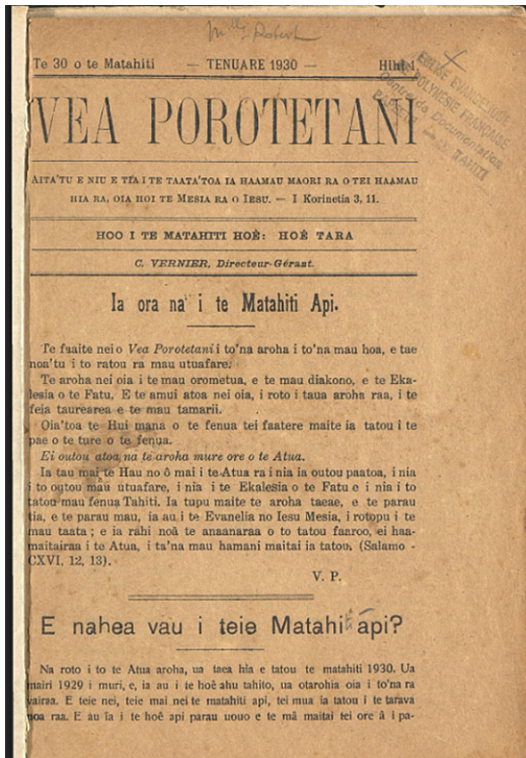 Te 30 o te Matahiti — TENUARE 1930 — Hihi 1
EGLISE EVANGELIQUE
DE POLYNESIE FRANÇAISE
Centre de Documentation
TAHITI
VEA POROTETANI
AITA'TU E NIU E TIA I TE TAATA'TOA IA HAAMAU MAORI RA O TEI HAAMAU
HIA RA, OIA HOI TE MESIA RA O IESU. — I Korinetia 3, 11.
HOO I TE MATAHITI HOÊ: HOÊ TARA
C. VERNIER, Directeur-Gérant.
Ia ora na i te Matahiti Api.
Te faaite nei o Vea Porotetani i to'na aroha i to'na mau hoa, e tae
noa'tu i to ratou ra mau utuafare.
Te aroha nei oia i te mau orometua, e te mau diakono, e te Eka-
lesia o te Fatu. E te amui atoa nei oia, i roto i taua aroha raa, i te
feia taurearea e te mau tamarii.
Oia'toa te Hui mana o te fenua tei faatere maite ia tatou i te
pae o te ture o te fenua.
Ei outou atoa, na te aroha mure ore o te Atua.
Ia tau mai te Hau no ô mai i te Atua ra i nia ia outou paatoa, i nia
i to outou mau utuafare, i nia i te Ekalesia o te Fatu e i nia i to
tatou mau fenua Tahiti. Ia tupu maite te aroha taeae, e te parau
tia, e te parau mau, ia au i te Evanelia no Iesu Mesia, i rotopu i te
mau taata ; e ia rahi noâ te anaanaraa o to tatou faaroo, ei haa-
maitairaa i te Atua, i ta'na mau hamani maitai ia tatou. (Salamo -
CXVI, 12, 13).
V. P.
E nahea vau i teie Matahiti api?
Na roto i to te Atua aroha, ua taea hia e tatou te matahiti 1930. Ua
mairi 1929 i muri, e, ia au i te hoê ahu tahito, ua otarohia oia i to'na ra
vairaa. E teie nei, teie mai nei te matahiti api, tei mua ia tatou i te tarava
noa raa. E au ïa i te hoê api parau uouo e te mâ maitai tei ore â i pa-